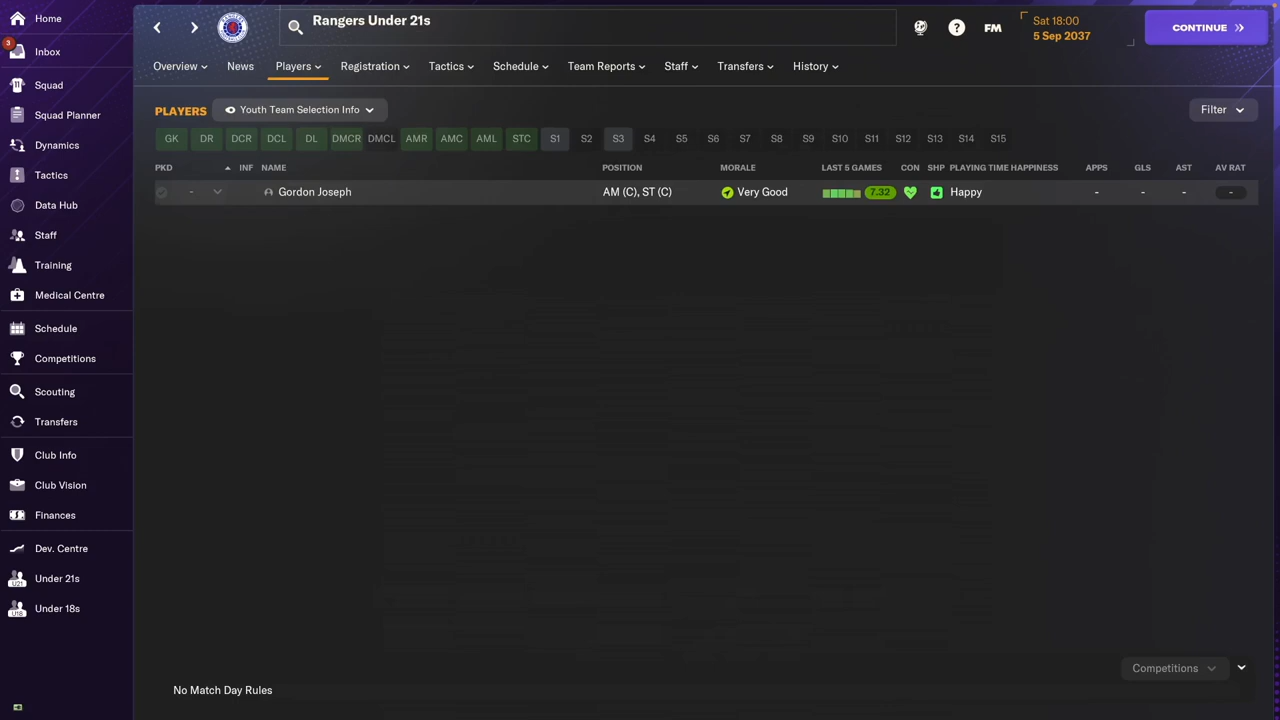 Home
Rangers Under 21s
Sat 18:00
5 Sep 2037
CONTINUE
FM
3
Inbox
Overview News Players Registration Tactics Schedule Team Reports Staff Transfers History
Squad
Squad Planner
Dynamics
Tactics
Data Hub
Staff
Training
Medical Centre
Schedule
Competitions
Scouting
Transfers
Club Info
Club Vision
Finances
Dev. Centre
Under 21s
Under 18s
PLAYERS Youth Team Selection Info Filter
GK DR DCR DCL DL DMCR DMCL AMR AMC AML STC S1 S2 S3 S4 S5 S6 S7 S8 S9 S10 S11 S12 S13 S14 S15
PKD INF NAME POSITION MORALE LAST 5 GAMES CON SHP PLAYING TIME HAPPINESS APPS GLS AST AV RAT
- Gordon Joseph AM (C), ST (C) Very Good 7.32 Happy - - - -
Competitions
No Match Day Rules